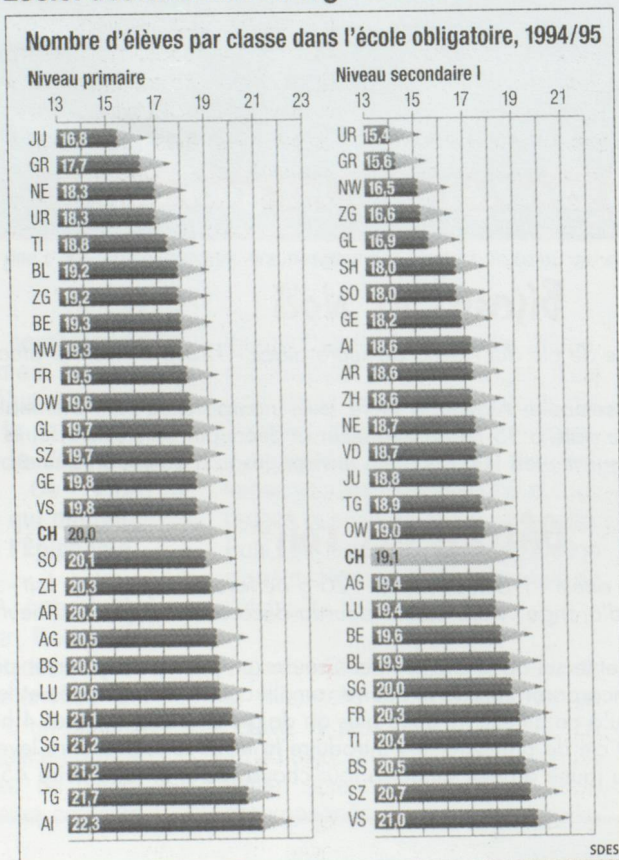 Nombre d'élèves par classe dans l'école obligatoire, 1994/95
Niveau primaire
13 15 17 19 21 23
JU 16,8
GR 17,7
NE 18,3
UR 18,3
TI 18,8
BL 19,2
ZG 19,2
BE 19,3
NW 19,3
FR 19,5
OW 19,6
GL 19,7
SZ 19,7
GE 19,8
VS 19,8
CH 20,0
SO 20,1
ZH 20,3
AR 20,4
AG 20,5
BS 20,6
LU 20,6
SH 21,1
SG 21,2
VD 21,2
TG 21,7
AI 22,3
Niveau secondaire I
13 15 17 19 21
UR 15,4
GR 15,6
NW 16,5
ZG 16,6
GL 16,9
SH 18,0
SO 18,0
GE 18,2
AI 18,6
AR 18,6
ZH 18,6
NE 18,7
VD 18,7
JU 18,8
TG 18,9
OW 19,0
CH 19,1
AG 19,4
LU 19,4
BE 19,6
BL 19,9
SG 20,0
FR 20,3
TI 20,4
BS 20,5
SZ 20,7
VS 21,0
SDES